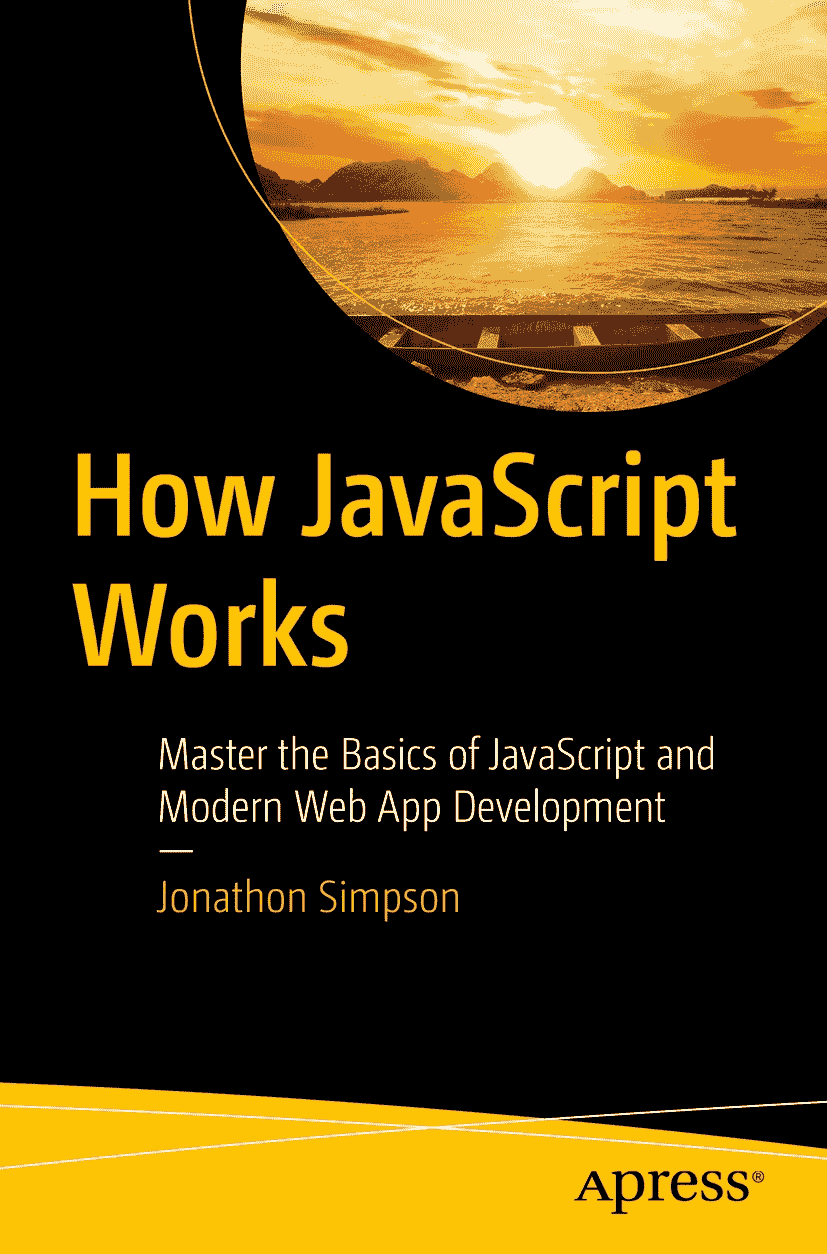 How JavaScript
Works
Master the Basics of JavaScript and
Modern Web App Development
—
Jonathon Simpson
Apress®